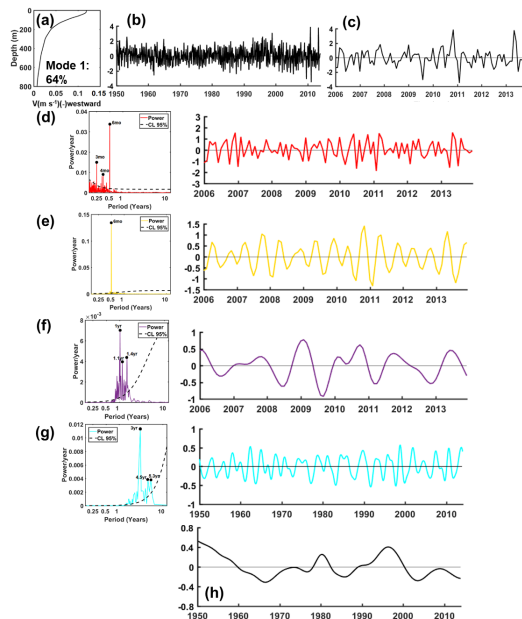 (a)
0
200
400
600
800
Depth (m)
Mode 1:
64%
0 0.05 0.1 0.15
V(m s⁻¹)(-)westward
(b)
4
2
0
-2
-4
1950 1960 1970 1980 1990 2000 2010
(c)
4
2
0
-2
-4
2006 2007 2008 2009 2010 2011 2012 2013
(d)
0.04
0.03
0.02
0.01
0
Power/year
6mo
3mo
4mo
Power
CL 95%
0.25 0.5 1 2 5 10
Period (Years)
3
2
1
0
-1
-2
-3
2006 2007 2008 2009 2010 2011 2012 2013
(e)
0.15
0.1
0.05
0
Power/year
6mo
Power
CL 95%
0.25 0.5 1 2 5 10
Period (Years)
1.5
1
0.5
0
-0.5
-1
-1.5
2006 2007 2008 2009 2010 2011 2012 2013
(f)
×10⁻³
8
6
4
2
0
Power/year
1yr
1.1yr
1.4yr
Power
CL 95%
0.25 0.5 1 2 5 10
Period (Years)
1
0.5
0
-0.5
-1
2006 2007 2008 2009 2010 2011 2012 2013
(g)
0.012
0.01
0.008
0.006
0.004
0.002
0
Power/year
3yr
4.5yr
5.3yr
Power
CL 95%
0.25 0.5 1 2 5 10
Period (Years)
1
0.5
0
-0.5
-1
1950 1960 1970 1980 1990 2000 2010
0.8
0.4
0
-0.4
-0.8
1950 1960 1970 1980 1990 2000 2010
(h)